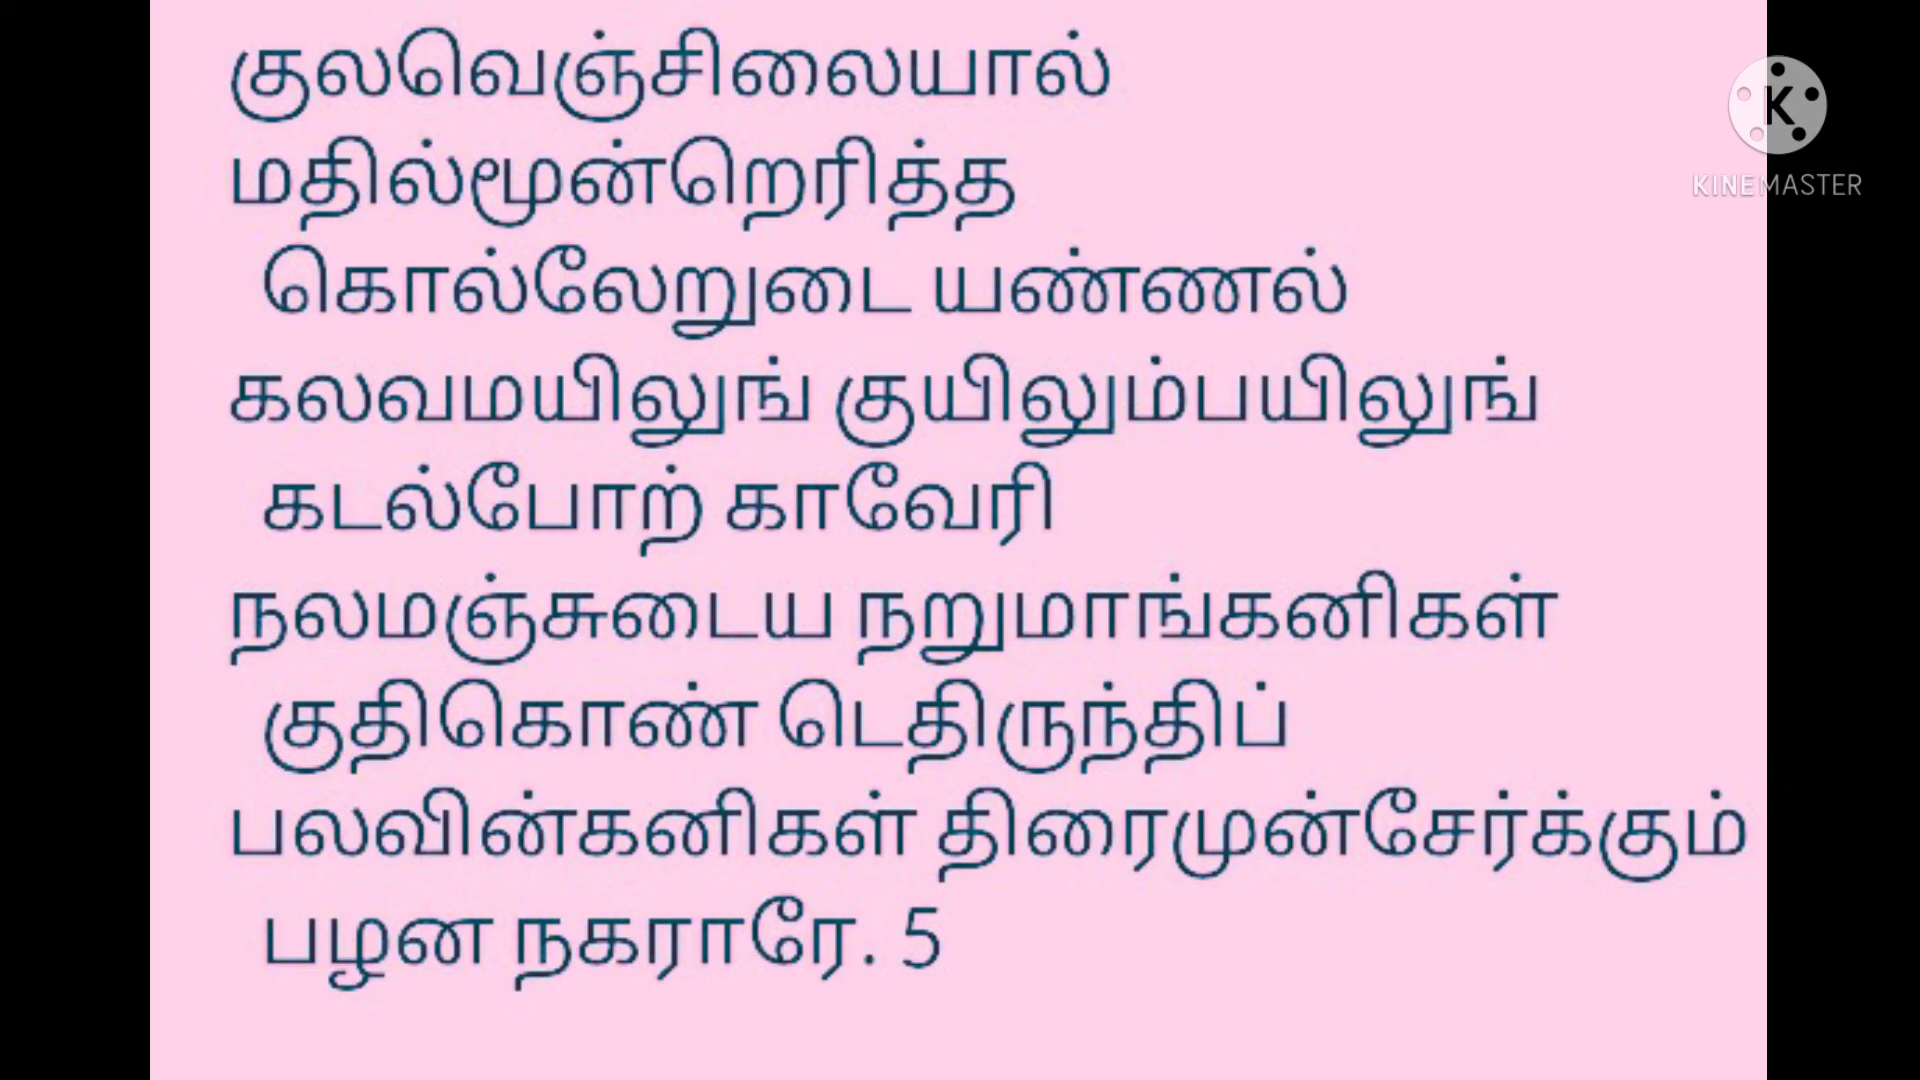 குலவெஞ்சிலையால்
மதில்மூன்றெரித்த
கொல்லேறுடை யண்ணல்
கலவமயிலுங் குயிலும்பயிலுங்
கடல்போற் காவேரி
நலமஞ்சுடைய நறுமாங்கனிகள்
குதிகொண் டெதிருந்திப்
பலவின்கனிகள் திரைமுன்சேர்க்கும்
பழன நகராரே. 5
K
KINEMASTER